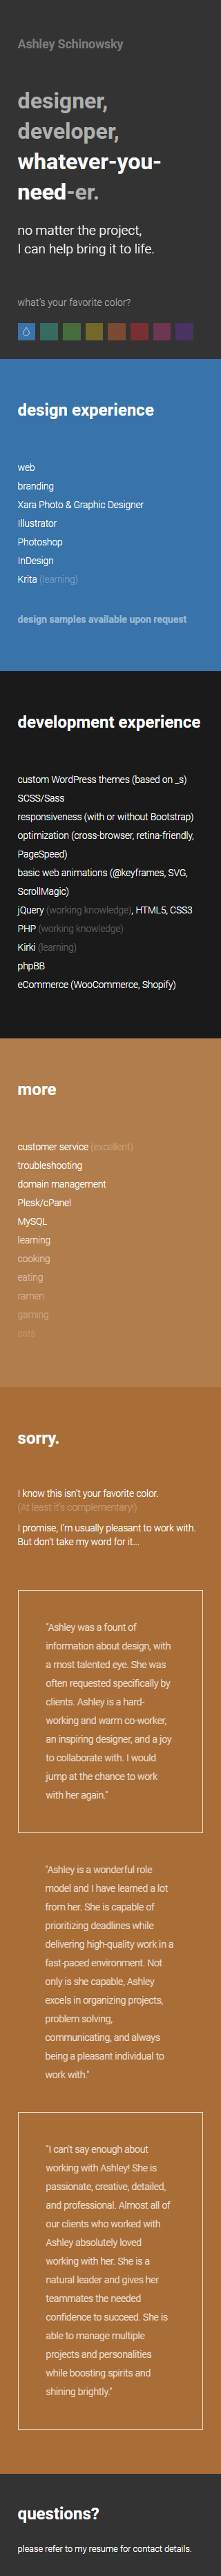 Ashley Schinowsky
designer,
developer,
whatever-you-
need-er.
no matter the project,
I can help bring it to life.
what's your favorite color?
design experience
web
branding
Xara Photo & Graphic Designer
Illustrator
Photoshop
InDesign
Krita (learning)
design samples available upon request
development experience
custom WordPress themes (based on _s)
SCSS/Sass
responsiveness (with or without Bootstrap)
optimization (cross-browser, retina-friendly,
PageSpeed)
basic web animations (@keyframes, SVG,
ScrollMagic)
jQuery (working knowledge), HTML5, CSS3
PHP (working knowledge)
Kirki (learning)
phpBB
eCommerce (WooCommerce, Shopify)
more
customer service (excellent)
troubleshooting
domain management
Plesk/cPanel
MySQL
learning
cooking
eating
ramen
gaming
cats
sorry.
I know this isn't your favorite color.
(At least it's complementary!)
I promise, I'm usually pleasant to work with.
But don't take my word for it...
"Ashley was a fount of
information about design, with
a most talented eye. She was
often requested specifically by
clients. Ashley is a hard-
working and warm co-worker,
an inspiring designer, and a joy
to collaborate with. I would
jump at the chance to work
with her again."
"Ashley is a wonderful role
model and I have learned a lot
from her. She is capable of
prioritizing deadlines while
delivering high-quality work in a
fast-paced environment. Not
only is she capable, Ashley
excels in organizing projects,
problem solving,
communicating, and always
being a pleasant individual to
work with."
"I can't say enough about
working with Ashley! She is
passionate, creative, detailed,
and professional. Almost all of
our clients who worked with
Ashley absolutely loved
working with her. She is a
natural leader and gives her
teammates the needed
confidence to succeed. She is
able to manage multiple
projects and personalities
while boosting spirits and
shining brightly."
questions?
please refer to my resume for contact details.